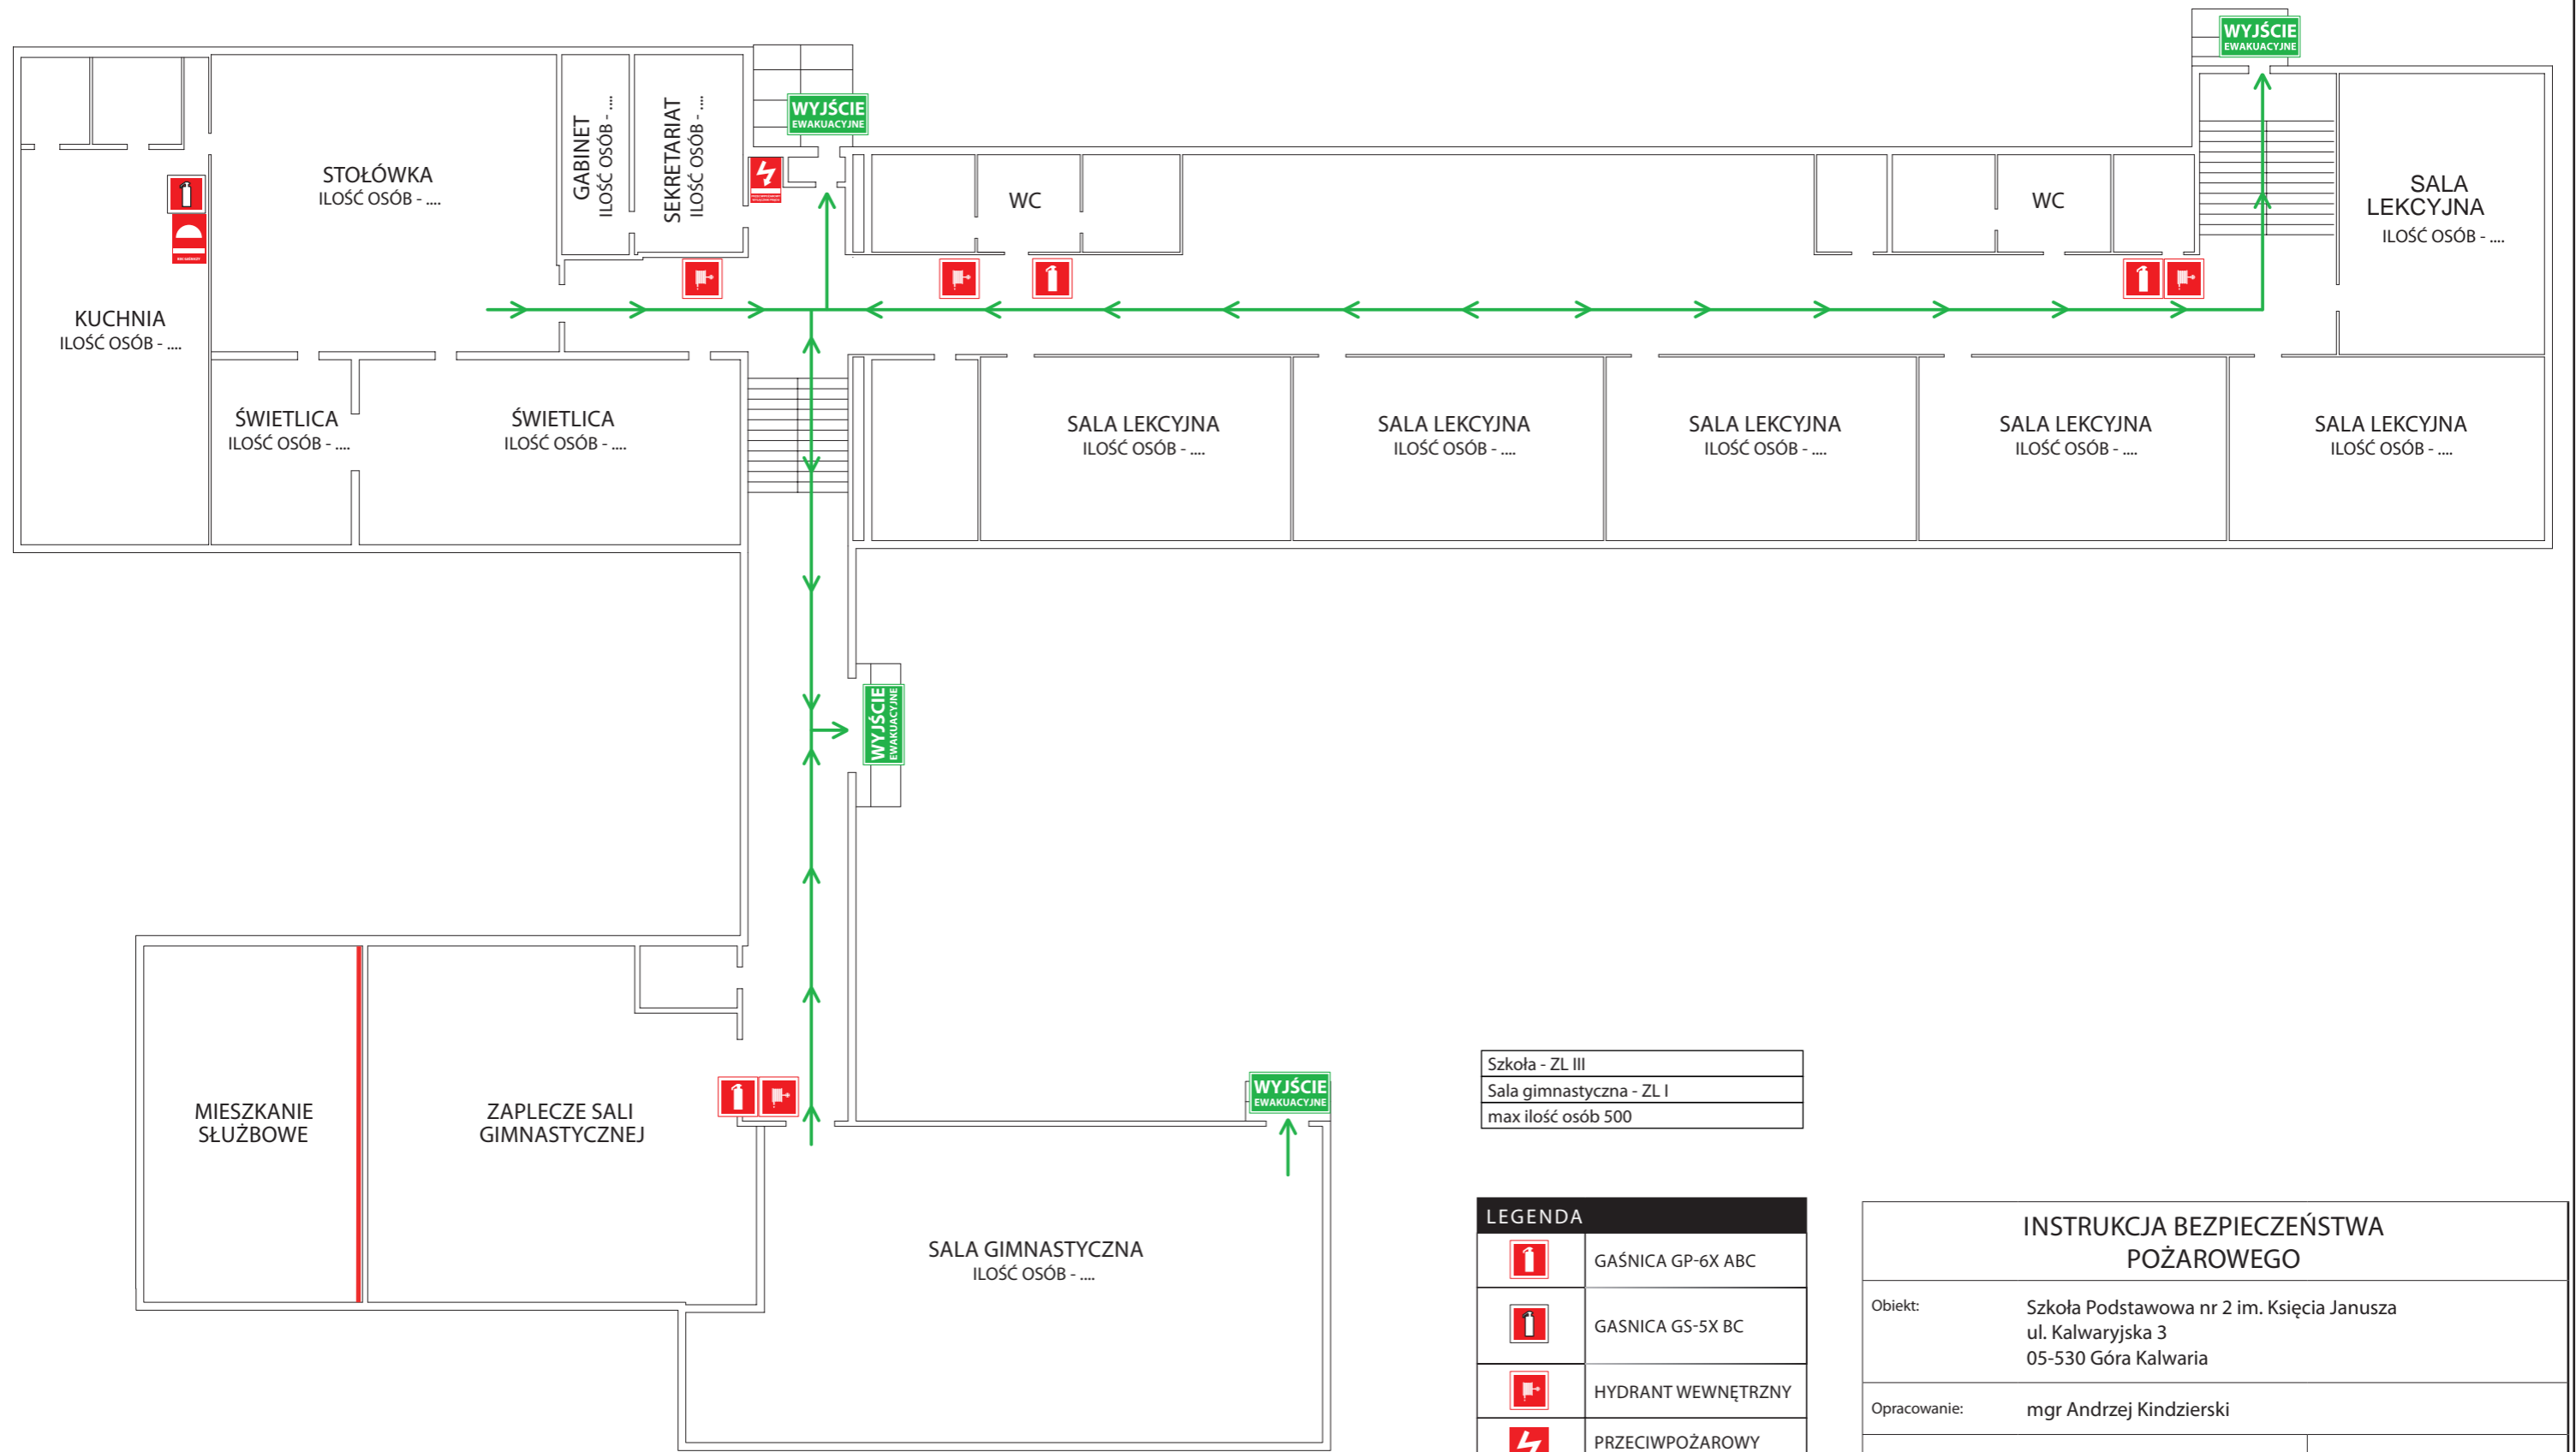 WYJŚCIE
EWAKUACYJNE
WYJŚCIE
EWAKUACYJNE
STOŁÓWKA
ILOŚĆ OSÓB - ....
GABINET
ILOŚĆ OSÓB - ....
SEKRETARIAT
ILOŚĆ OSÓB - ....
WC
WC
SALA
LEKCYJNA
ILOŚĆ OSÓB - ....
KUCHNIA
ILOŚĆ OSÓB - ....
ŚWIETLICA
ILOŚĆ OSÓB - ....
ŚWIETLICA
ILOŚĆ OSÓB - ....
SALA LEKCYJNA
ILOŚĆ OSÓB - ....
SALA LEKCYJNA
ILOŚĆ OSÓB - ....
SALA LEKCYJNA
ILOŚĆ OSÓB - ....
SALA LEKCYJNA
ILOŚĆ OSÓB - ....
SALA LEKCYJNA
ILOŚĆ OSÓB - ....
WYJŚCIE
EWAKUACYJNE
MIESZKANIE
SŁUŻBOWE
ZAPLECZE SALI
GIMNASTYCZNEJ
WYJŚCIE
EWAKUACYJNE
SALA GIMNASTYCZNA
ILOŚĆ OSÓB - ....
Szkoła - ZL III
Sala gimnastyczna - ZL I
max ilość osób 500
LEGENDA
GAŚNICA GP-6X ABC
GASNICA GS-5X BC
HYDRANT WEWNĘTRZNY
PRZECIWPOŻAROWY
INSTRUKCJA BEZPIECZEŃSTWA
POŻAROWEGO
Obiekt:
Szkoła Podstawowa nr 2 im. Księcia Janusza
ul. Kalwaryjska 3
05-530 Góra Kalwaria
Opracowanie:
mgr Andrzej Kindzierski